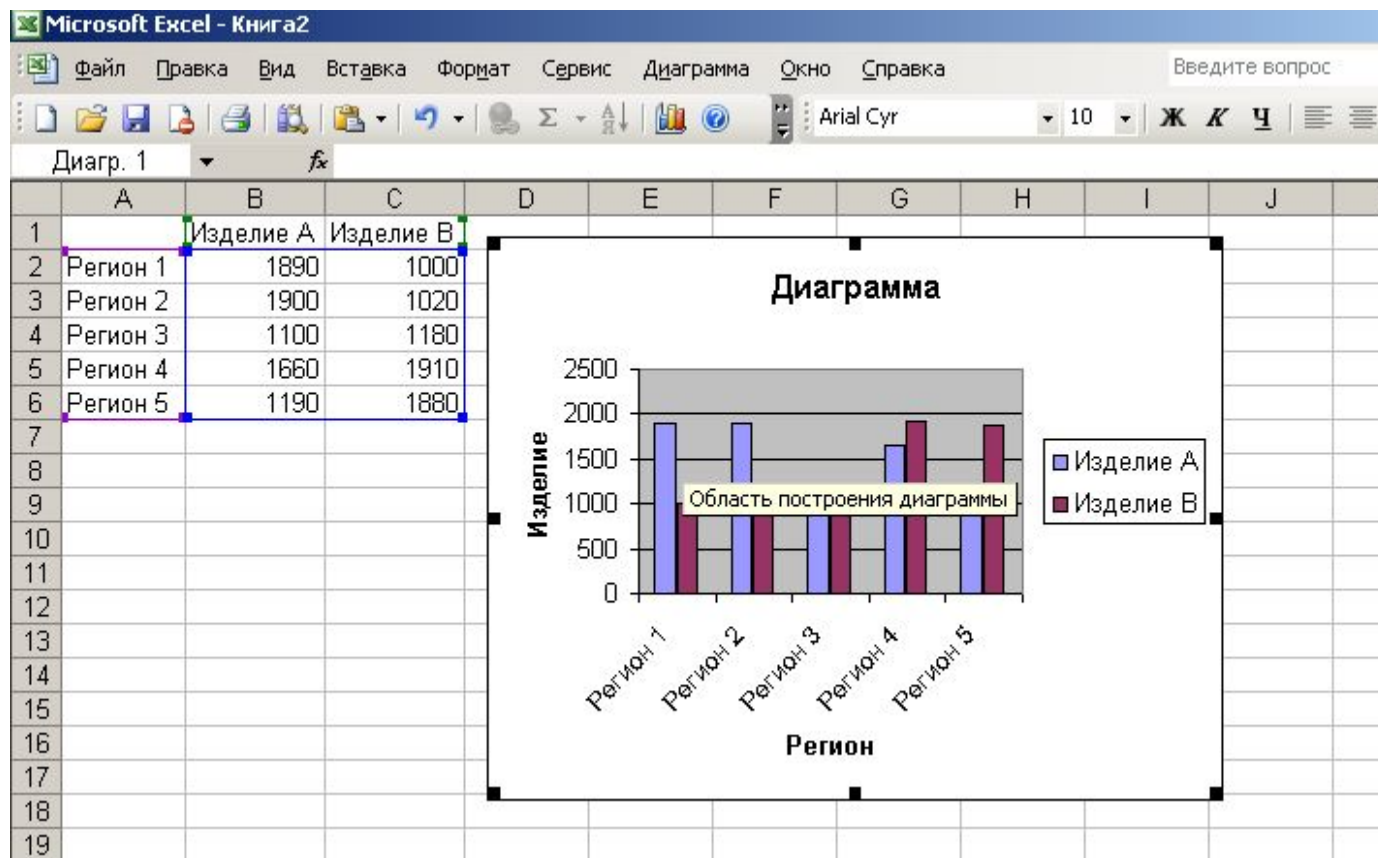 Microsoft Excel - Книга2
Файл Правка Вид Вставка Формат Сервис Диаграмма Окно Справка Введите вопрос
Arial Cyr 10 Ж К Ч
Диагр. 1 fx
A B C D E F G H I J
1 Изделие A Изделие B
2 Регион 1 1890 1000
3 Регион 2 1900 1020
4 Регион 3 1100 1180
5 Регион 4 1660 1910
6 Регион 5 1190 1880
7
8
9
10
11
12
13
14
15
16
17
18
19
Диаграмма
Изделие
2500
2000
1500
1000
500
0
Область построения диаграммы
Регион 1 Регион 2 Регион 3 Регион 4 Регион 5
Регион
Изделие A
Изделие B